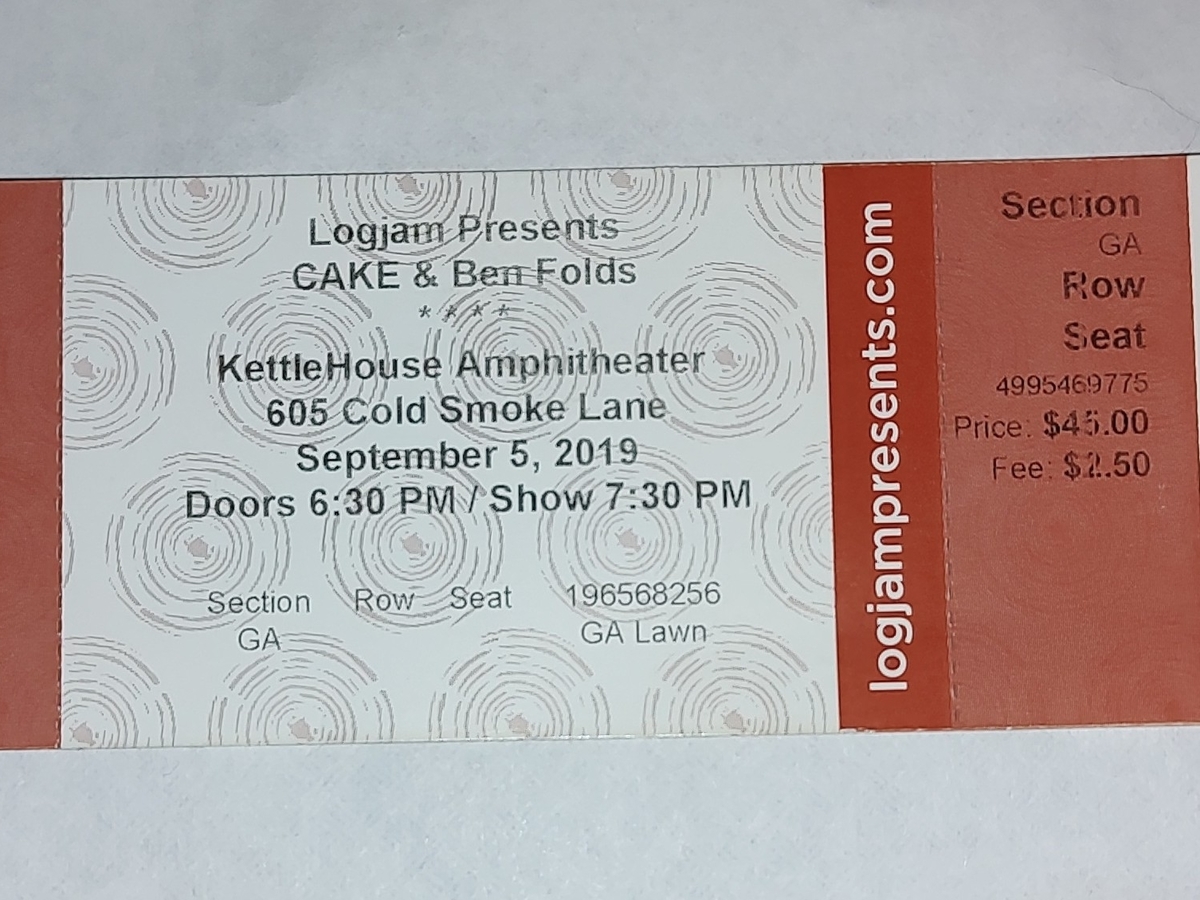 Logjam Presents
CAKE & Ben Folds
* * * *
KettleHouse Amphitheater
605 Cold Smoke Lane
September 5, 2019
Doors 6:30 PM / Show 7:30 PM
Section Row Seat 196568256
GA GA Lawn
logjampresents.com
Section
GA
Row
Seat
4995469775
Price: $45.00
Fee: $2.50